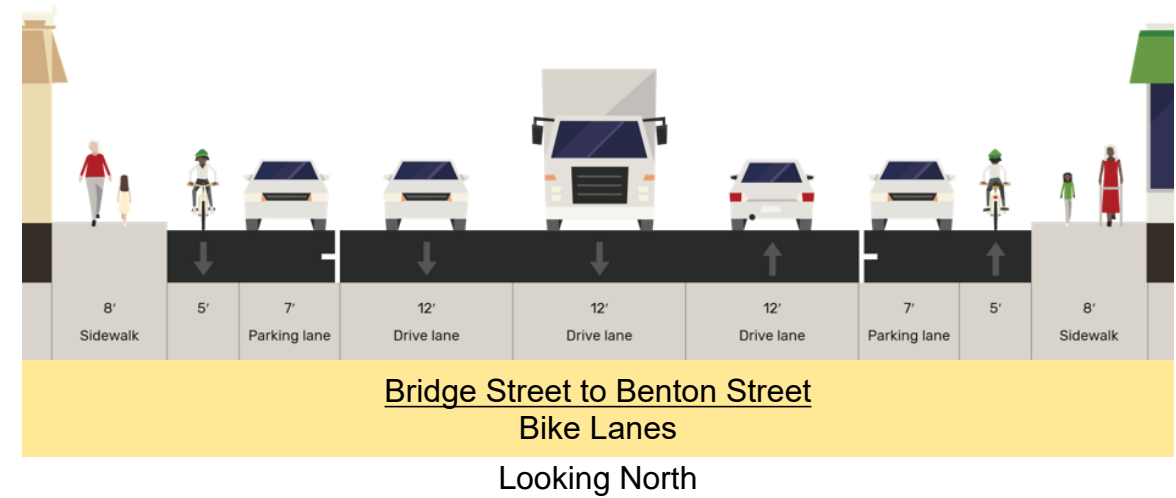 8′ 5′ 7′ 12′ 12′ 12′ 7′ 5′ 8′
Sidewalk Parking lane Drive lane Drive lane Drive lane Parking lane Sidewalk
Bridge Street to Benton Street
Bike Lanes
Looking North